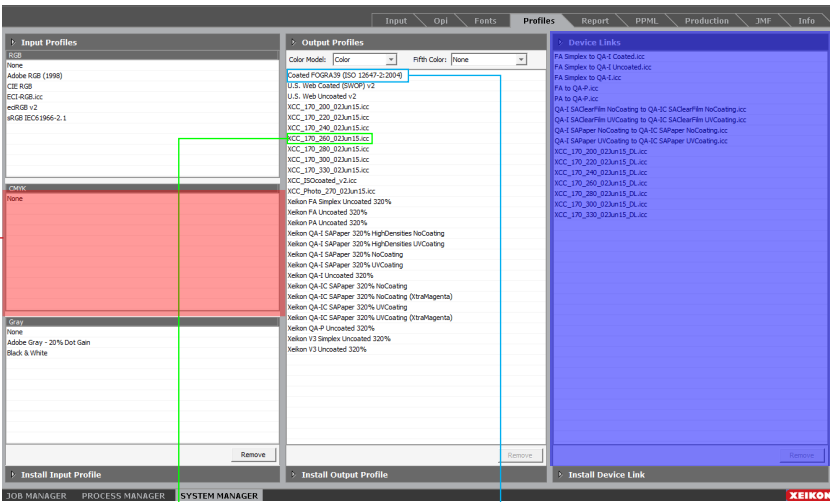 Input Opi Fonts Profiles Report PPML Production JMF Info
Input Profiles
RGB
None
Adobe RGB (1998)
CIE RGB
ECI-RGB.icc
eciRGB v2
sRGB IEC61966-2.1
CMYK
None
Gray
None
Adobe Gray - 20% Dot Gain
Black & White
Remove
Install Input Profile
Output Profiles
Color Model: Color Fifth Color: None
Coated FOGRA39 (ISO 12647-2:2004)
U.S. Web Coated (SWOP) v2
U.S. Web Uncoated v2
XCC_170_200_02Jun15.icc
XCC_170_220_02Jun15.icc
XCC_170_240_02Jun15.icc
XCC_170_260_02Jun15.icc
XCC_170_280_02Jun15.icc
XCC_170_300_02Jun15.icc
XCC_170_330_02Jun15.icc
XCC_ISOcoated_v2.icc
XCC_Photo_270_02Jun15.icc
Xeikon FA Simplex Uncoated 320%
Xeikon FA Uncoated 320%
Xeikon PA Uncoated 320%
Xeikon QA-I SAPaper 320% HighDensities NoCoating
Xeikon QA-I SAPaper 320% HighDensities UVCoating
Xeikon QA-I SAPaper 320% NoCoating
Xeikon QA-I SAPaper 320% UVCoating
Xeikon QA-I Uncoated 320%
Xeikon QA-IC SAPaper 320% NoCoating
Xeikon QA-IC SAPaper 320% NoCoating (XtraMagenta)
Xeikon QA-IC SAPaper 320% UVCoating
Xeikon QA-IC SAPaper 320% UVCoating (XtraMagenta)
Xeikon QA-P Uncoated 320%
Xeikon V3 Simplex Uncoated 320%
Xeikon V3 Uncoated 320%
Remove
Install Output Profile
Device Links
FA Simplex to QA-I Coated.icc
FA Simplex to QA-I Uncoated.icc
FA Simplex to QA-I.icc
FA to QA-P.icc
PA to QA-P.icc
QA-I SAClearFilm NoCoating to QA-IC SAClearFilm NoCoating.icc
QA-I SAClearFilm UVCoating to QA-IC SAClearFilm UVCoating.icc
QA-I SAPaper NoCoating to QA-IC SAPaper NoCoating.icc
QA-I SAPaper UVCoating to QA-IC SAPaper UVCoating.icc
XCC_170_200_02Jun15_DL.icc
XCC_170_220_02Jun15_DL.icc
XCC_170_240_02Jun15_DL.icc
XCC_170_260_02Jun15_DL.icc
XCC_170_280_02Jun15_DL.icc
XCC_170_300_02Jun15_DL.icc
XCC_170_330_02Jun15_DL.icc
Remove
Install Device Link
JOB MANAGER PROCESS MANAGER SYSTEM MANAGER XEIKON